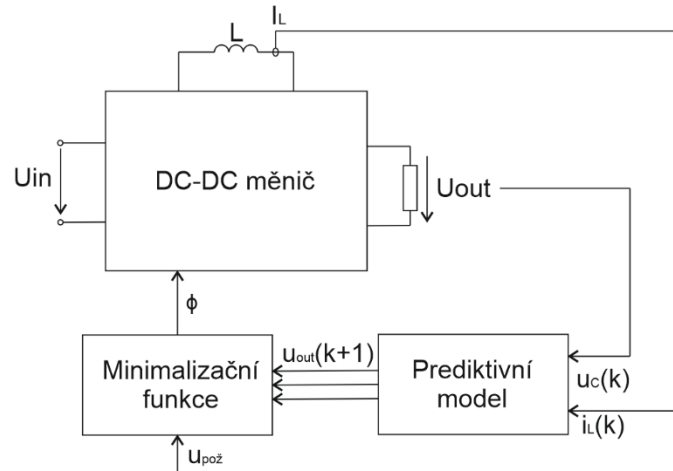 IL
L
Uin
DC-DC měnič
Uout
ϕ
Minimalizační
funkce
uout(k+1)
Prediktivní
model
uC(k)
iL(k)
upož